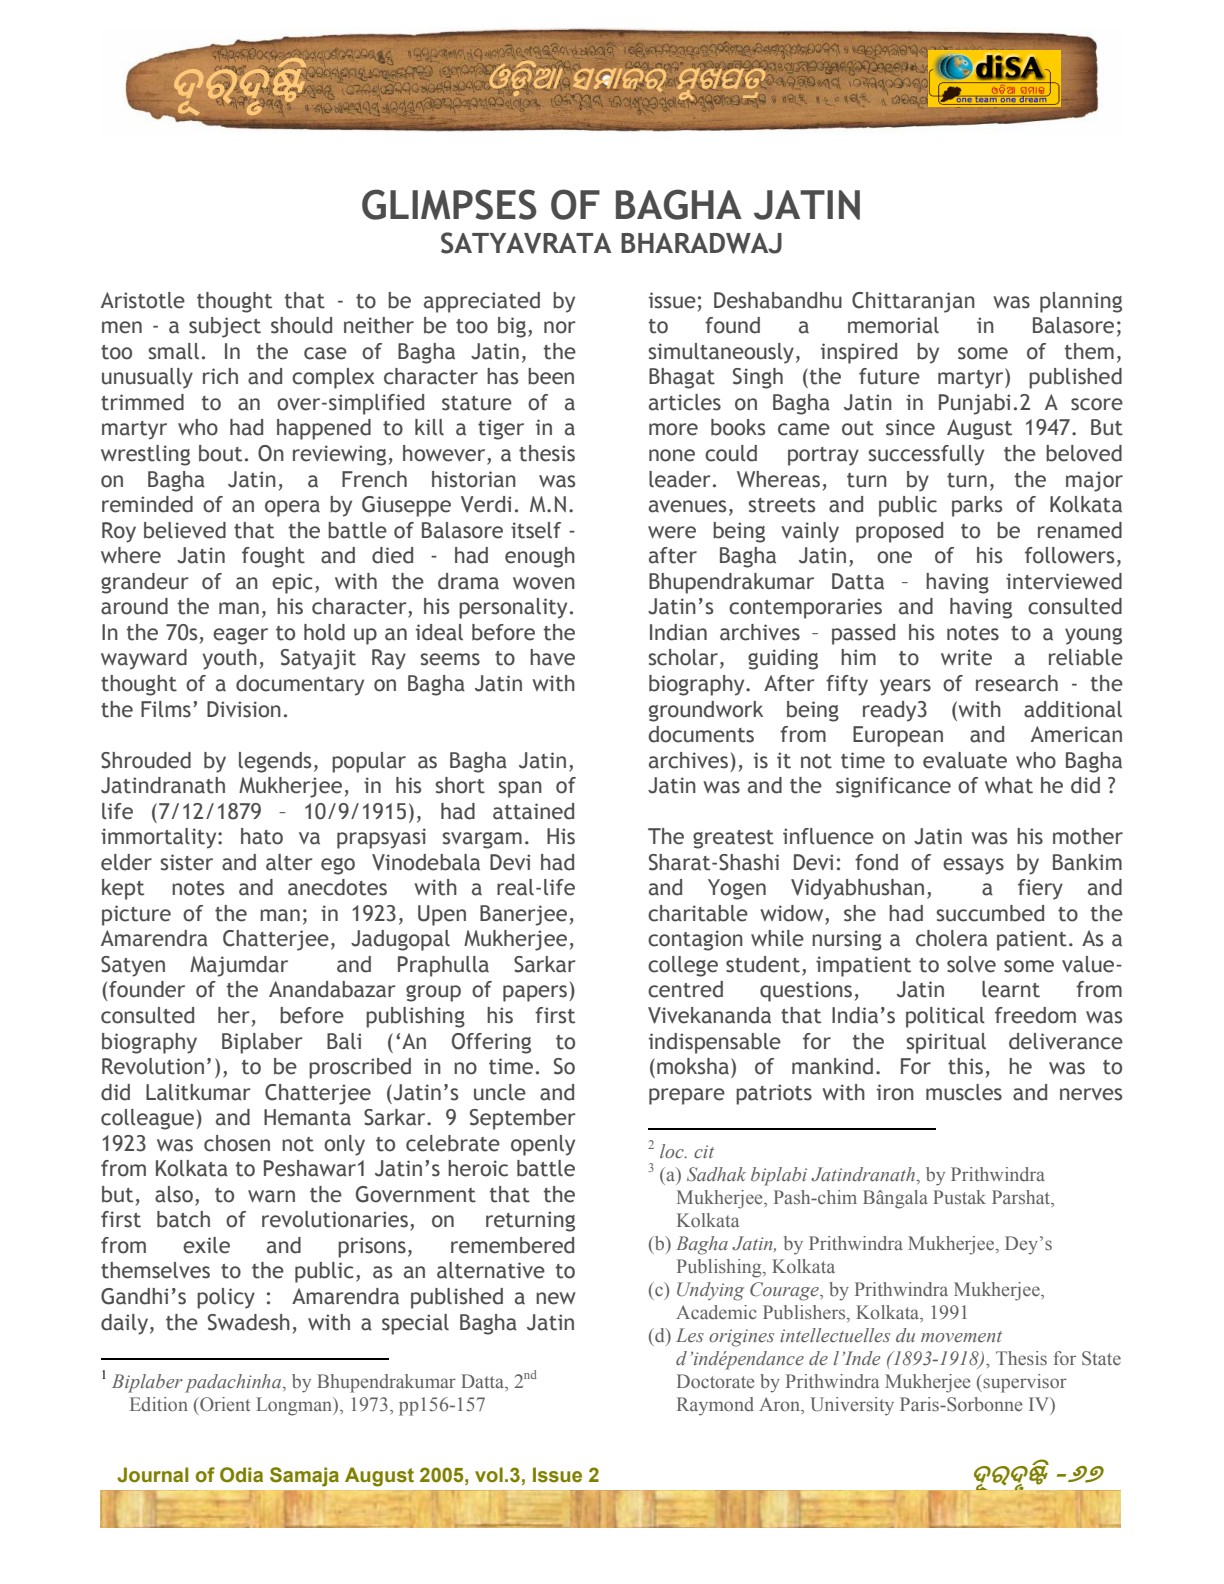 ଦୂରଦୃଷ୍ଟି ଓଡ଼ିଆ ସମାଜର ମୁଖପତ୍ର
diSA
ଓଡ଼ିଆ ସମାଜ
one team one dream
GLIMPSES OF BAGHA JATIN
SATYAVRATA BHARADWAJ
Aristotle thought that - to be appreciated by
men - a subject should neither be too big, nor
too small. In the case of Bagha Jatin, the
unusually rich and complex character has been
trimmed to an over-simplified stature of a
martyr who had happened to kill a tiger in a
wrestling bout. On reviewing, however, a thesis
on Bagha Jatin, a French historian was
reminded of an opera by Giuseppe Verdi. M.N.
Roy believed that the battle of Balasore itself -
where Jatin fought and died - had enough
grandeur of an epic, with the drama woven
around the man, his character, his personality.
In the 70s, eager to hold up an ideal before the
wayward youth, Satyajit Ray seems to have
thought of a documentary on Bagha Jatin with
the Films’ Division.
Shrouded by legends, popular as Bagha Jatin,
Jatindranath Mukherjee, in his short span of
life (7/12/1879 – 10/9/1915), had attained
immortality: hato va prapsyasi svargam. His
elder sister and alter ego Vinodebala Devi had
kept notes and anecdotes with a real-life
picture of the man; in 1923, Upen Banerjee,
Amarendra Chatterjee, Jadugopal Mukherjee,
Satyen Majumdar and Praphulla Sarkar
(founder of the Anandabazar group of papers)
consulted her, before publishing his first
biography Biplaber Bali (‘An Offering to
Revolution’), to be proscribed in no time. So
did Lalitkumar Chatterjee (Jatin’s uncle and
colleague) and Hemanta Sarkar. 9 September
1923 was chosen not only to celebrate openly
from Kolkata to Peshawar1 Jatin’s heroic battle
but, also, to warn the Government that the
first batch of revolutionaries, on returning
from exile and prisons, remembered
themselves to the public, as an alternative to
Gandhi’s policy : Amarendra published a new
daily, the Swadesh, with a special Bagha Jatin
1 Biplaber padachinha, by Bhupendrakumar Datta, 2nd
Edition (Orient Longman), 1973, pp156-157
issue; Deshabandhu Chittaranjan was planning
to found a memorial in Balasore;
simultaneously, inspired by some of them,
Bhagat Singh (the future martyr) published
articles on Bagha Jatin in Punjabi.2 A score
more books came out since August 1947. But
none could portray successfully the beloved
leader. Whereas, turn by turn, the major
avenues, streets and public parks of Kolkata
were being vainly proposed to be renamed
after Bagha Jatin, one of his followers,
Bhupendrakumar Datta – having interviewed
Jatin’s contemporaries and having consulted
Indian archives – passed his notes to a young
scholar, guiding him to write a reliable
biography. After fifty years of research - the
groundwork being ready3 (with additional
documents from European and American
archives), is it not time to evaluate who Bagha
Jatin was and the significance of what he did ?
The greatest influence on Jatin was his mother
Sharat-Shashi Devi: fond of essays by Bankim
and Yogen Vidyabhushan, a fiery and
charitable widow, she had succumbed to the
contagion while nursing a cholera patient. As a
college student, impatient to solve some value-
centred questions, Jatin learnt from
Vivekananda that India’s political freedom was
indispensable for the spiritual deliverance
(moksha) of mankind. For this, he was to
prepare patriots with iron muscles and nerves
2 loc. cit
3 (a) Sadhak biplabi Jatindranath, by Prithwindra
Mukherjee, Pash-chim Bângala Pustak Parshat,
Kolkata
(b) Bagha Jatin, by Prithwindra Mukherjee, Dey’s
Publishing, Kolkata
(c) Undying Courage, by Prithwindra Mukherjee,
Academic Publishers, Kolkata, 1991
(d) Les origines intellectuelles du movement
d’indépendance de l’Inde (1893-1918), Thesis for State
Doctorate by Prithwindra Mukherjee (supervisor
Raymond Aron, University Paris-Sorbonne IV)
Journal of Odia Samaja August 2005, vol.3, Issue 2 ଦୂରଦୃଷ୍ଟି -୬୭